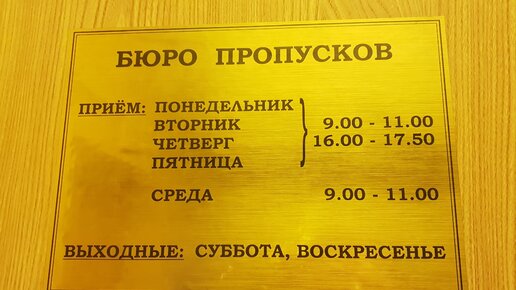 БЮРО ПРОПУСКОВ
ПРИЁМ: ПОНЕДЕЛЬНИК
ВТОРНИК 9.00 - 11.00
ЧЕТВЕРГ 16.00 - 17.50
ПЯТНИЦА
СРЕДА 9.00 - 11.00
ВЫХОДНЫЕ: СУББОТА, ВОСКРЕСЕНЬЕ